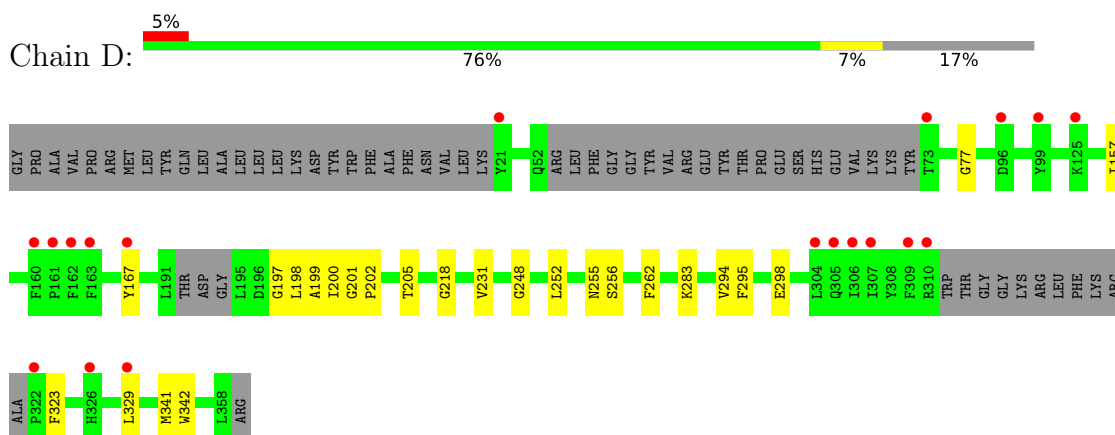 5%
Chain D:
76% 7% 17%
GLY PRO ALA VAL PRO ARG MET LEU TYR GLN LEU ALA LEU LEU LEU LYS ASP TYR TRP PHE ALA PHE ASN VAL LEU LYS Y21 Q52 ARG LEU PHE GLY GLY TYR VAL ARG GLU TYR THR PRO GLU SER HIS GLU VAL LYS LYS TYR T73 G77 D96 Y99 K125 I157
F160 P161 F162 F163 Y167 L191 THR ASP GLY L195 D196 G197 L198 A199 I200 G201 P202 T205 G218 V231 G248 L252 N255 S256 F262 K283 V294 F295 E298 L304 Q305 I306 I307 Y308 F309 R310 TRP THR GLY GLY LYS ARG LEU PHE LYS ARG
ALA P322 F323 H326 L329 M341 W342 L358 ARG